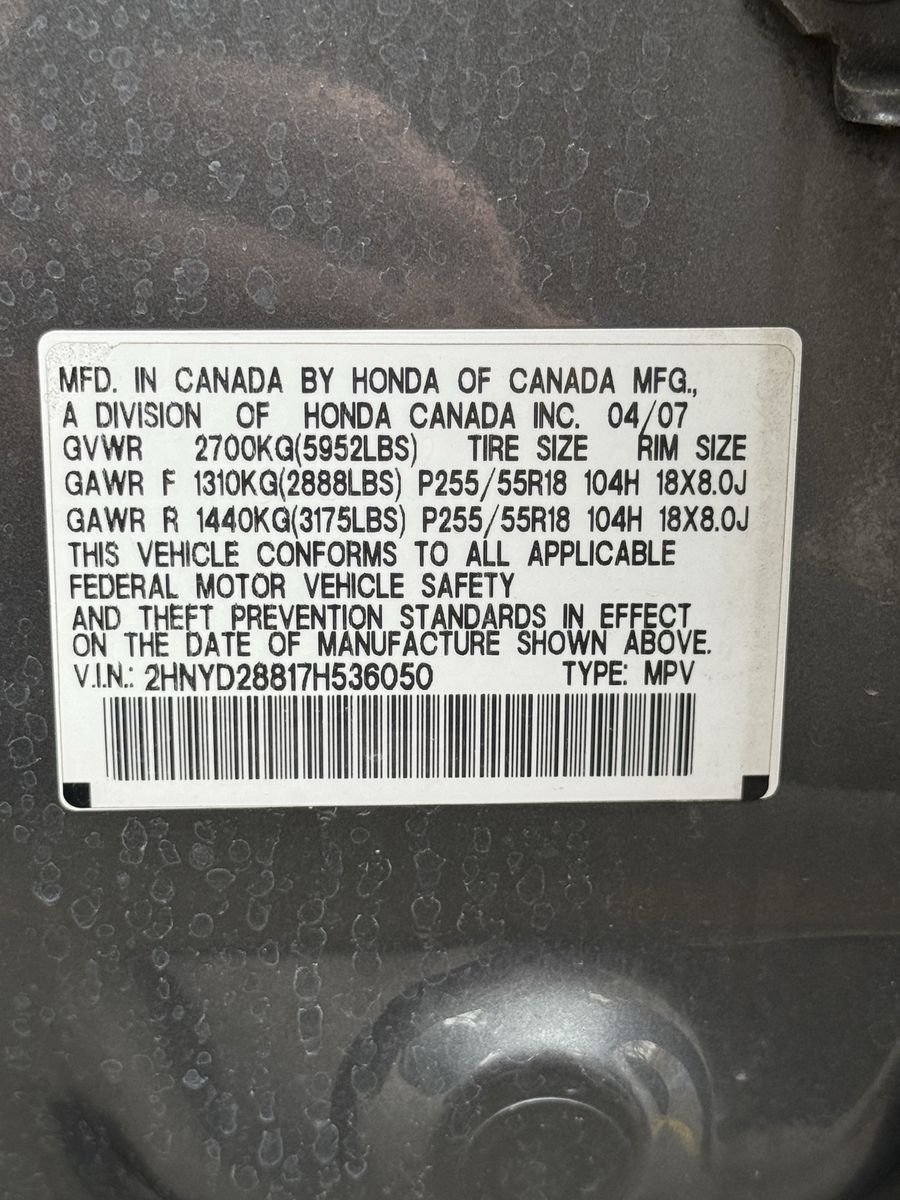 MFD. IN CANADA BY HONDA OF CANADA MFG.,
A DIVISION OF HONDA CANADA INC. 04/07
GVWR 2700KG(5952LBS) TIRE SIZE RIM SIZE
GAWR F 1310KG(2888LBS) P255/55R18 104H 18X8.0J
GAWR R 1440KG(3175LBS) P255/55R18 104H 18X8.0J
THIS VEHICLE CONFORMS TO ALL APPLICABLE
FEDERAL MOTOR VEHICLE SAFETY
AND THEFT PREVENTION STANDARDS IN EFFECT
ON THE DATE OF MANUFACTURE SHOWN ABOVE.
V.I.N.: 2HNYD28817H536050 TYPE: MPV